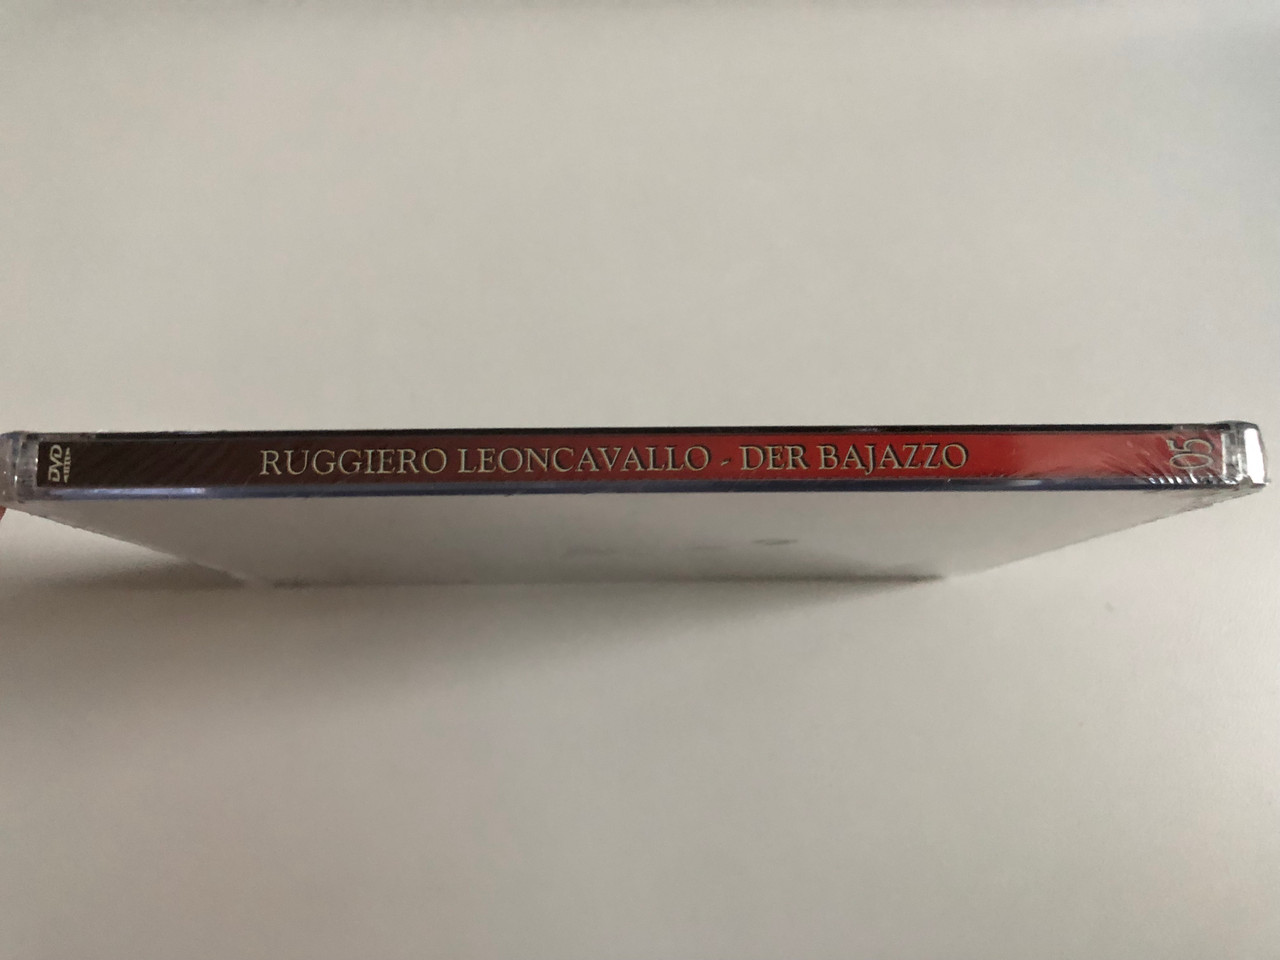 DVD
RUGGIERO LEONCAVALLO - DER BAJAZZO
05